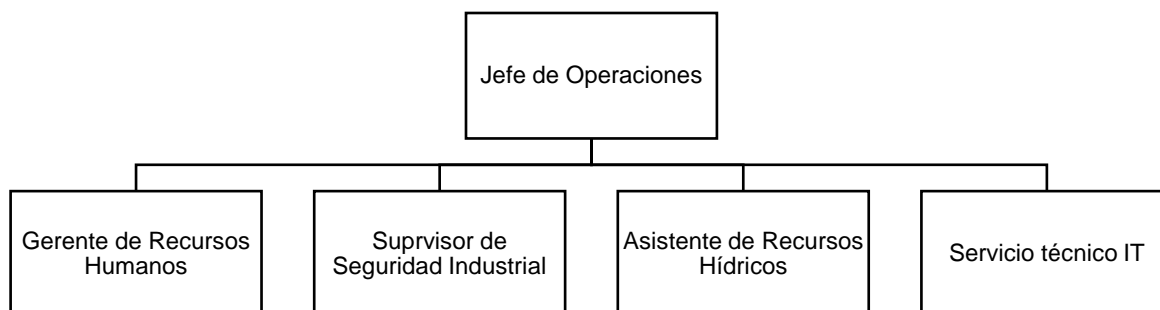 Jefe de Operaciones
Gerente de Recursos
Humanos
Suprvisor de
Seguridad Industrial
Asistente de Recursos
Hídricos
Servicio técnico IT